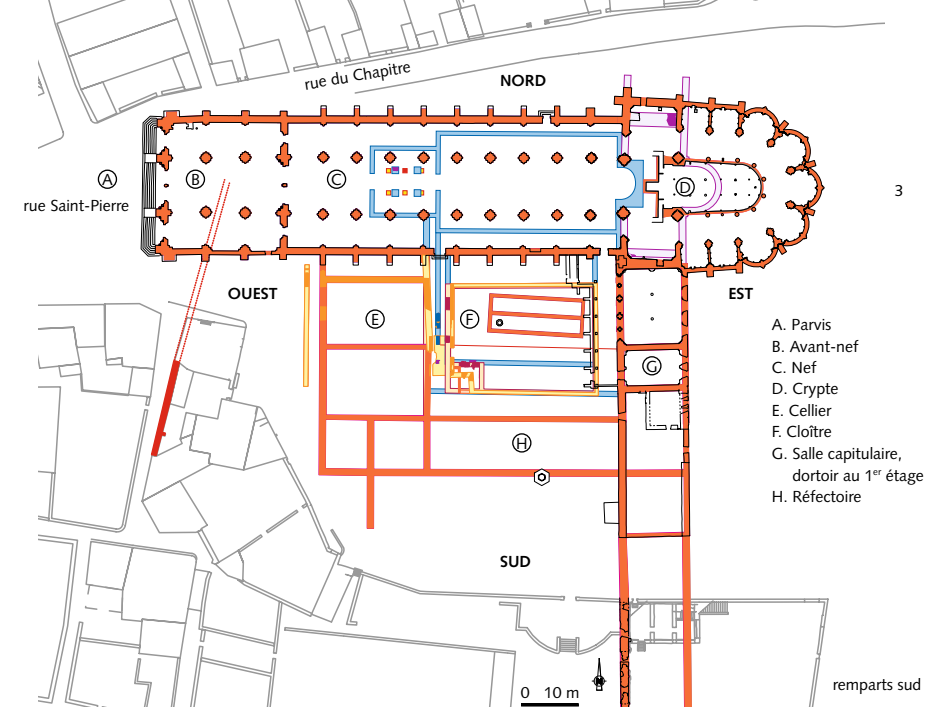 rue du Chapitre
NORD
A
B
C
D
rue Saint-Pierre
3
OUEST
EST
E
F
G
H
A. Parvis
B. Avant-nef
C. Nef
D. Crypte
E. Cellier
F. Cloître
G. Salle capitulaire,
dortoir au 1er étage
H. Réfectoire
SUD
0 10 m
N
remparts sud